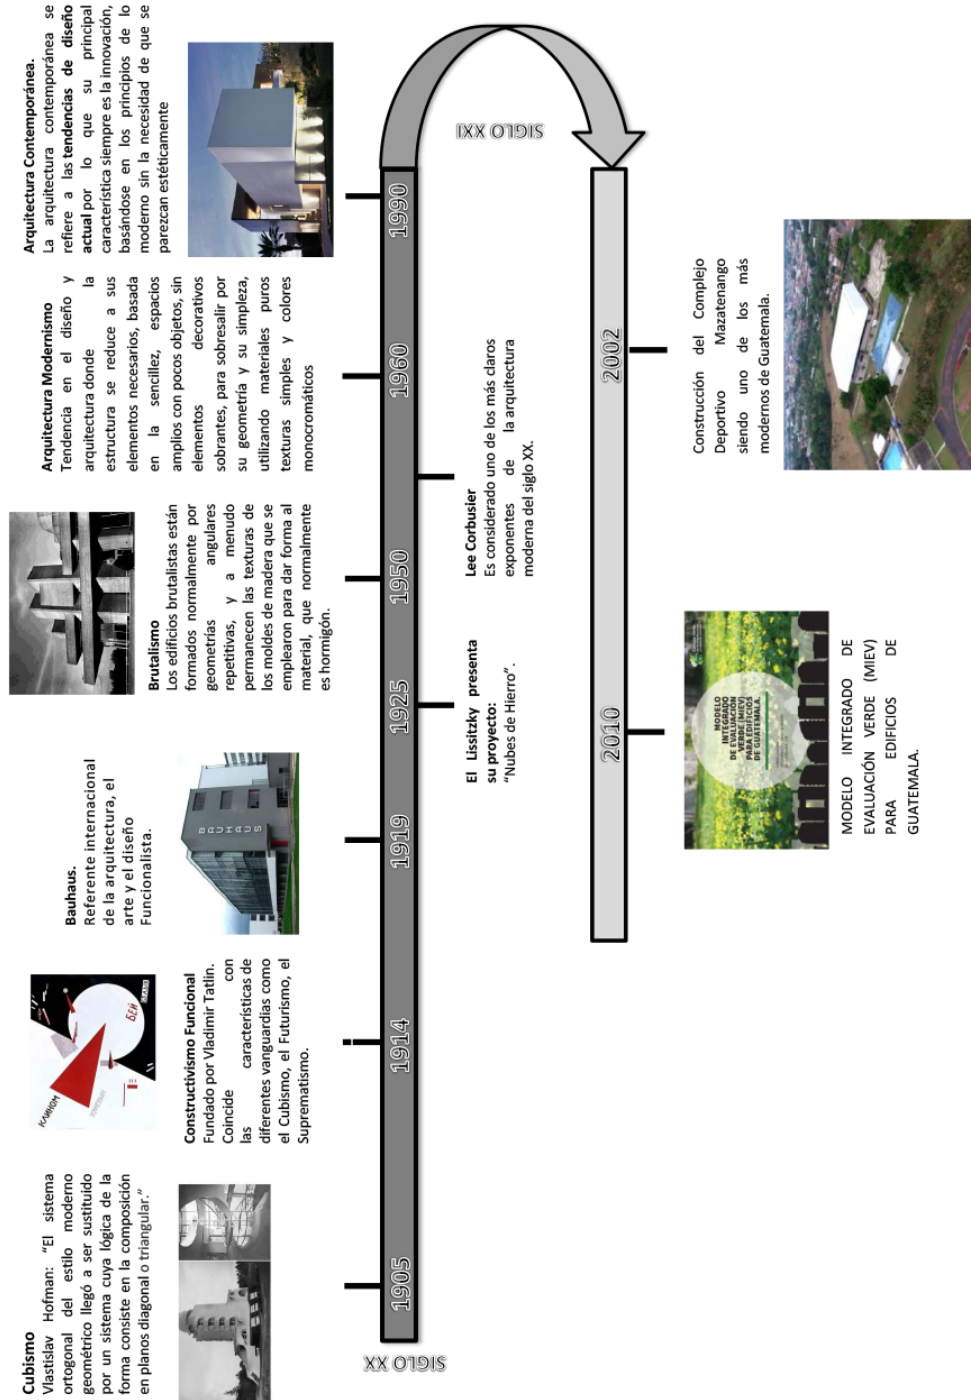 Cubismo
Vlastislav Hofman: “El sistema
ortogonal del estilo moderno
geométrico llegó a ser sustituido
por un sistema cuya lógica de la
forma consiste en la composición
en planos diagonal o triangular.”
КЛИНОМ
БЕЙ
Constructivismo Funcional
Fundado por Vladimir Tatlin.
Coincide con
las características de
diferentes vanguardias como
el Cubismo, el Futurismo, el
Suprematismo.
Bauhaus.
Referente internacional
de la arquitectura, el
arte y el diseño
Funcionalista.
BAUHAUS
Brutalismo
Los edificios brutalistas están
formados normalmente por
geometrías angulares
repetitivas, y a menudo
permanecen las texturas de
los moldes de madera que se
emplearon para dar forma al
material, que normalmente
es hormigón.
Arquitectura Modernismo
Tendencia en el diseño y
arquitectura donde la
estructura se reduce a sus
elementos necesarios, basada
en la sencillez, espacios
amplios con pocos objetos, sin
elementos decorativos
sobrantes, para sobresalir por
su geometría y su simpleza,
utilizando materiales puros
texturas simples y colores
monocromáticos
Arquitectura Contemporánea.
La arquitectura contemporánea se
refiere a las tendencias de diseño
actual por lo que su principal
característica siempre es la innovación,
basándose en los principios de lo
moderno sin la necesidad de que se
parezcan estéticamente
SIGLO XX
1905
1914
1919
1925
1950
1960
1990
El Lissitzky presenta
su proyecto:
“Nubes de Hierro”.
Lee Corbusier
Es considerado uno de los más claros
exponentes de la arquitectura
moderna del siglo XX.
SIGLO XXI
2010
2002
MODELO
INTEGRADO
DE EVALUACIÓN
VERDE (MIEV)
PARA EDIFICIOS
DE GUATEMALA.
MODELO INTEGRADO DE
EVALUACIÓN VERDE (MIEV)
PARA EDIFICIOS DE
GUATEMALA.
Construcción del Complejo
Deportivo Mazatenango
siendo uno de los más
modernos de Guatemala.